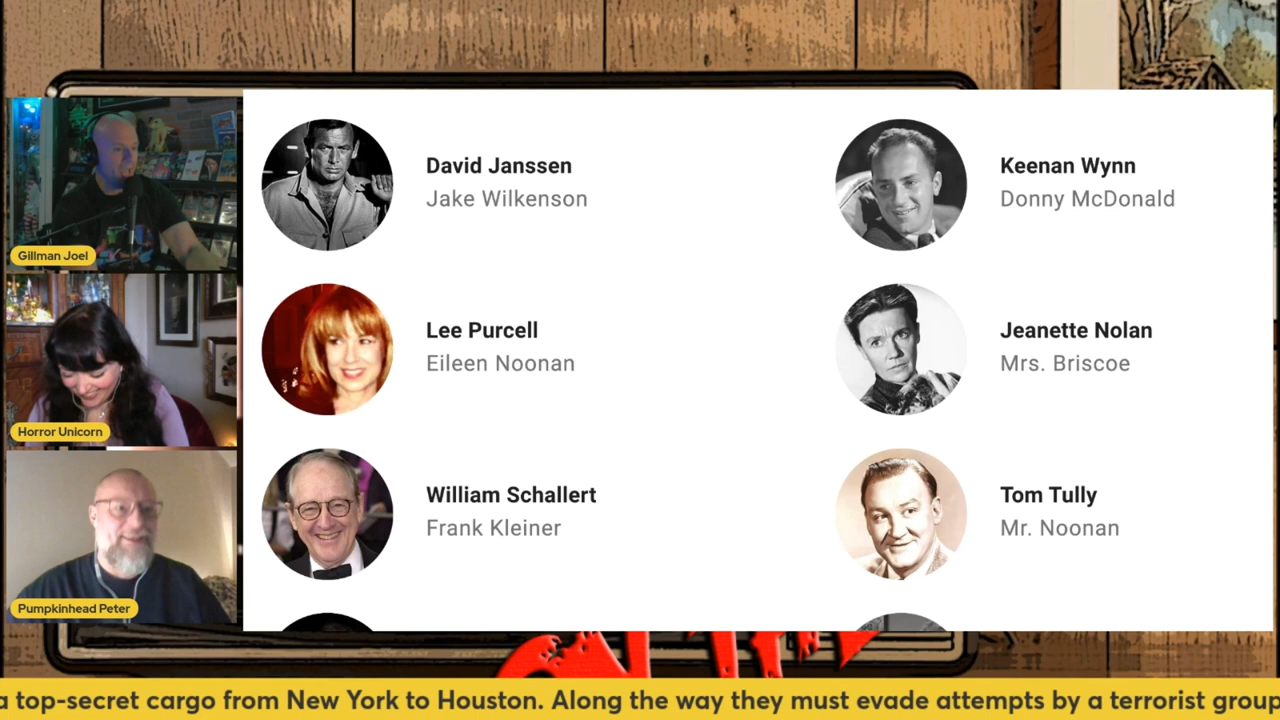 Gillman Joel
Horror Unicorn
Pumpkinhead Peter
David Janssen
Jake Wilkenson
Keenan Wynn
Donny McDonald
Lee Purcell
Eileen Noonan
Jeanette Nolan
Mrs. Briscoe
William Schallert
Frank Kleiner
Tom Tully
Mr. Noonan
a top-secret cargo from New York to Houston. Along the way they must evade attempts by a terrorist group